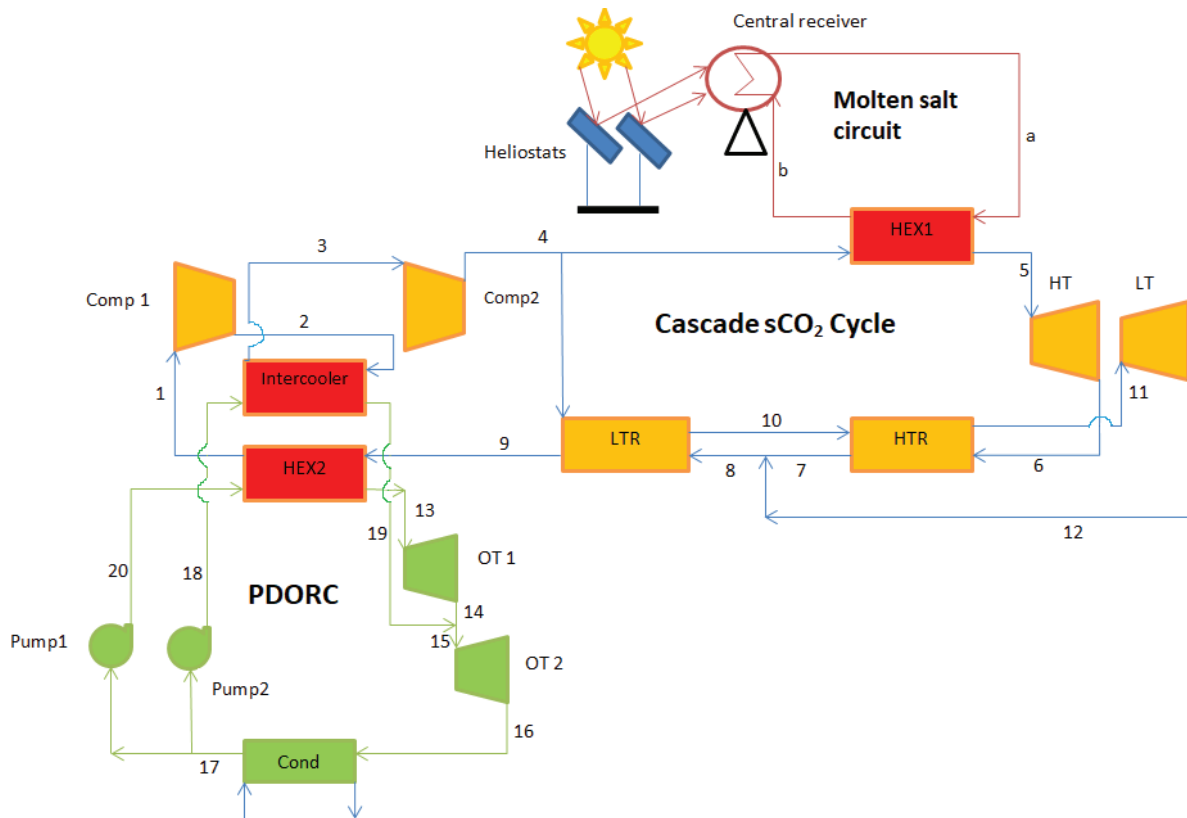 Central receiver
Molten salt
circuit
a
Heliostats
b
HEX1
3
4
5
HT
LT
Comp 1
2
Comp2
Cascade sCO₂ Cycle
Intercooler
1
11
10
LTR
HTR
9
HEX2
8
7
6
13
19
12
OT 1
20
18
PDORC
14
15
Pump1
OT 2
Pump2
16
17
Cond